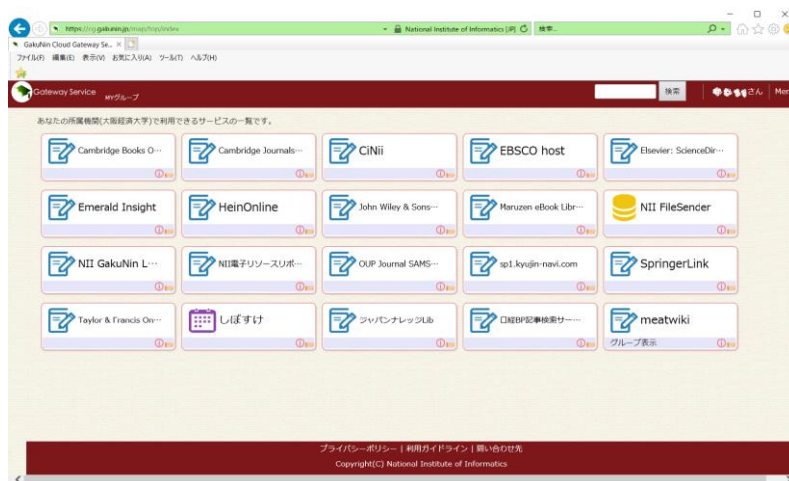 https://cg.gakunin.jp/map/top/index
National Institute of Informatics [JP]
検索...
GakuNin Cloud Gateway Se...
ファイル(F) 編集(E) 表示(V) お気に入り(A) ツール(T) ヘルプ(H)
Gateway Service MYグループ
検索
さん
あなたの所属機関(大阪経済大学)で利用できるサービスの一覧です。
Cambridge Books O…
Cambridge Journals…
CiNii
EBSCO host
Elsevier: ScienceDir…
Emerald Insight
HeinOnline
John Wiley & Sons…
Maruzen eBook Libr…
NII FileSender
NII GakuNin L…
NII電子リソースリポ…
OUP Journal SAMS…
sp1.kyujin-navi.com
SpringerLink
Taylor & Francis On…
しぼすけ
ジャパンナレッジLib
日経BP記事検索サー…
meatwiki
グループ表示
プライバシーポリシー | 利用ガイドライン | 問い合わせ先
Copyright(C) National Institute of Informatics